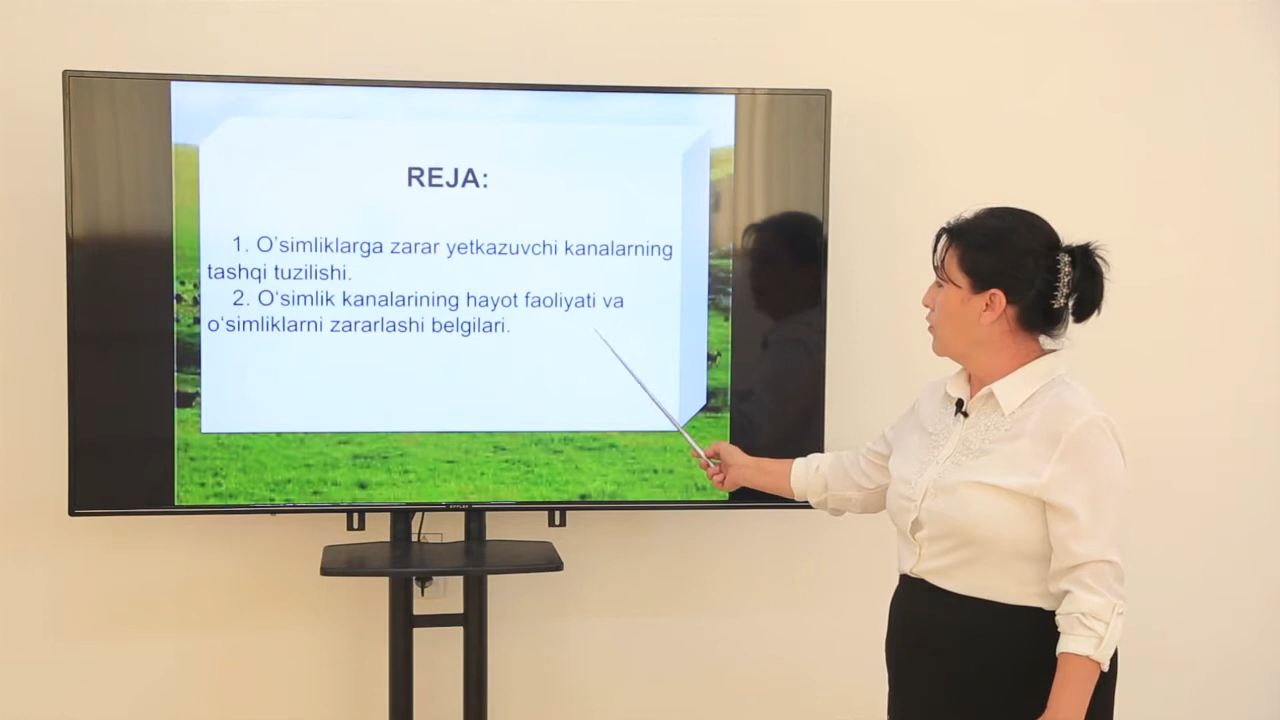 REJA:
1. O’simliklarga zarar yetkazuvchi kanalarning
tashqi tuzilishi.
2. O‘simlik kanalarining hayot faoliyati va
o‘simliklarni zararlashi belgilari.